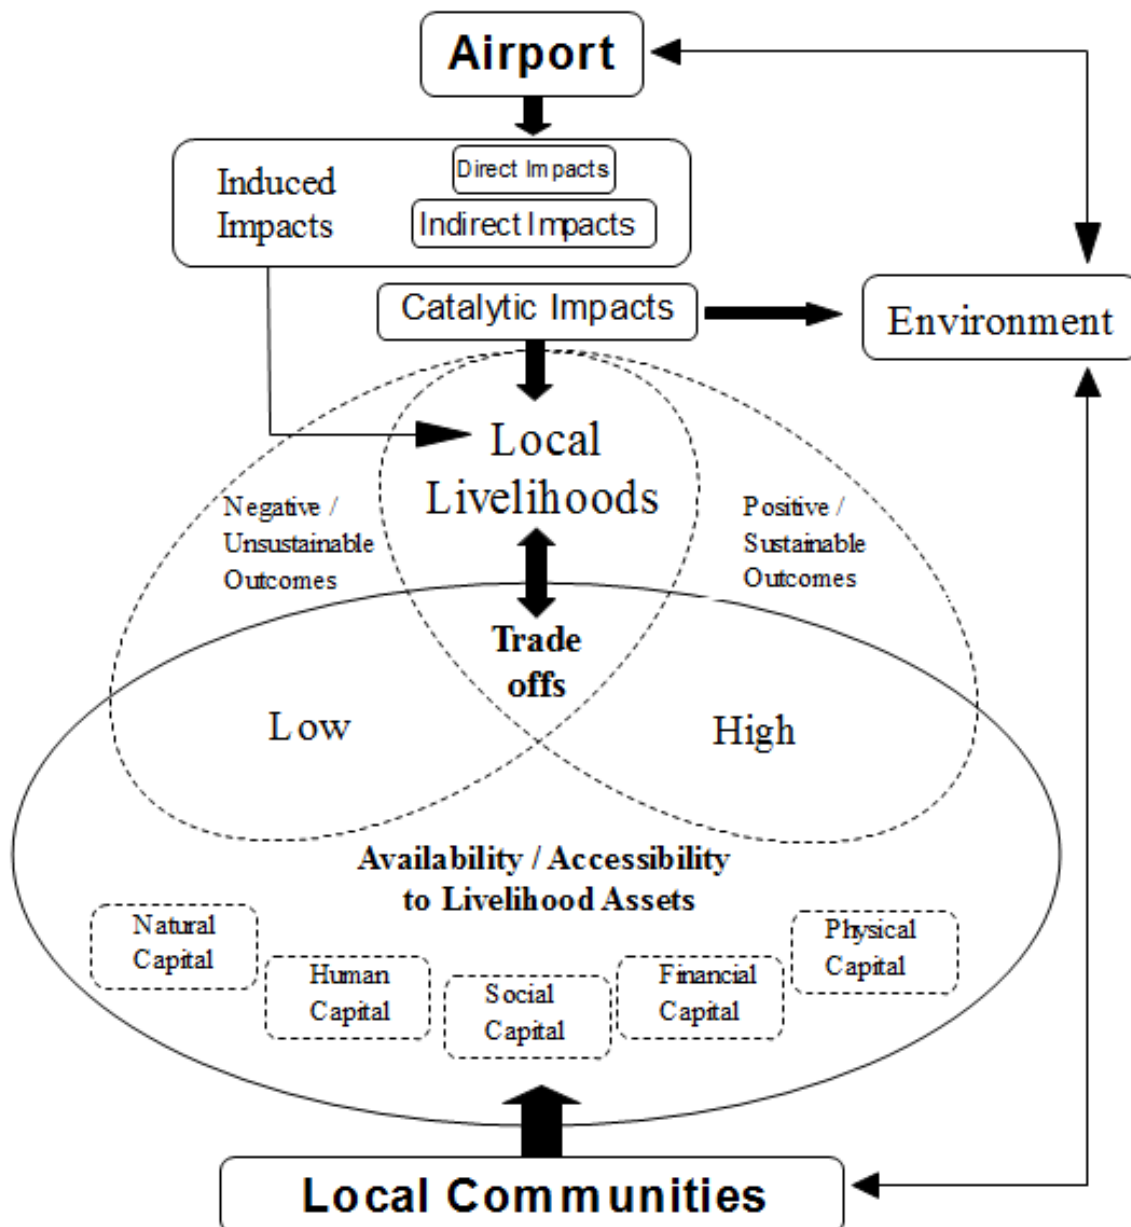 Airport
Direct Impacts
Induced
Impacts
Indirect Impacts
Catalytic Impacts
Environment
Local
Livelihoods
Negative /
Unsustainable
Outcomes
Positive /
Sustainable
Outcomes
Trade
offs
Low
High
Availability / Accessibility
to Livelihood Assets
Natural
Capital
Human
Capital
Social
Capital
Financial
Capital
Physical
Capital
Local Communities